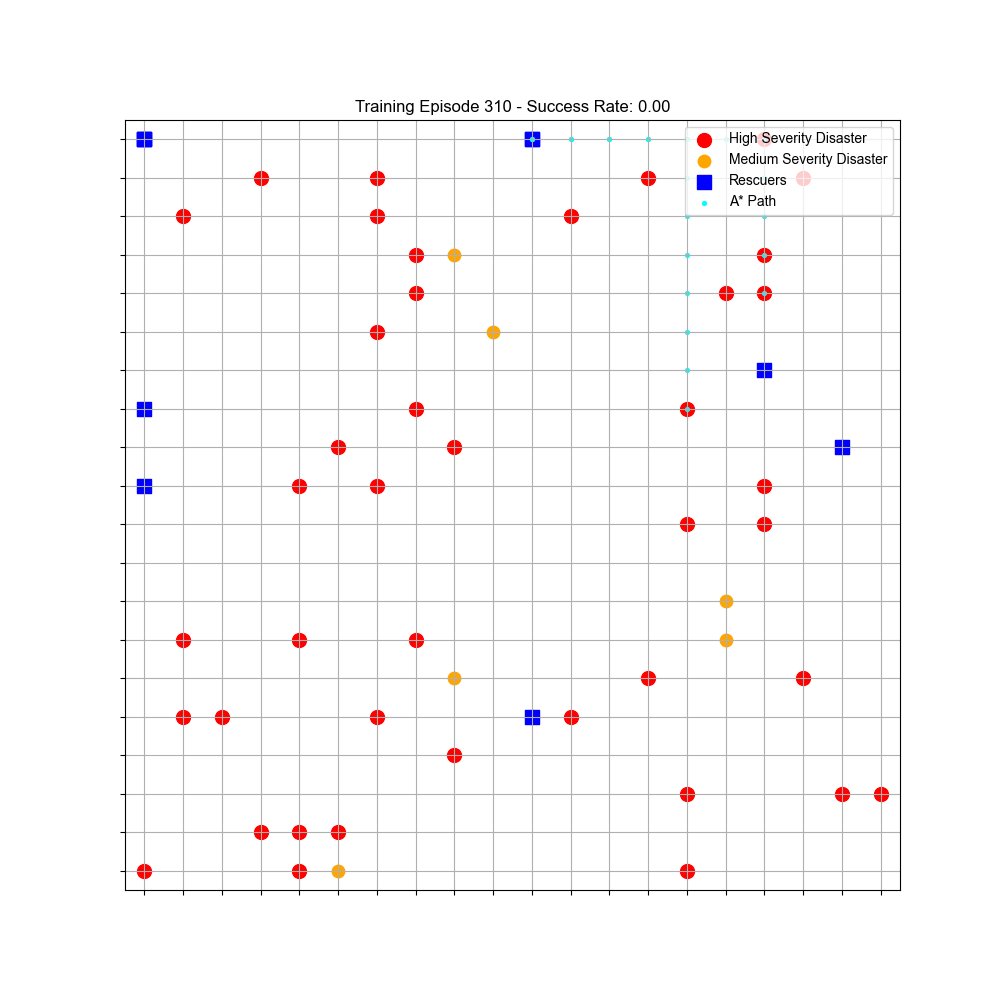 Training Episode 310 - Success Rate: 0.00
High Severity Disaster
Medium Severity Disaster
Rescuers
A* Path